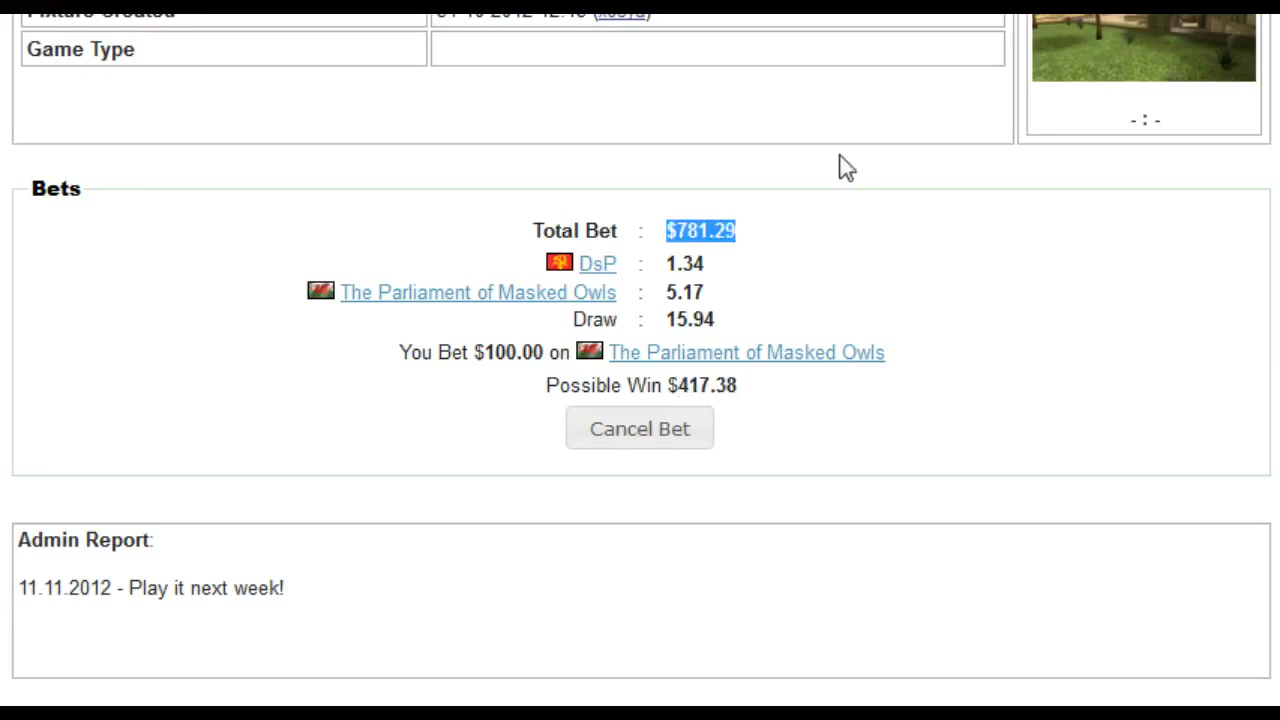 Game Type
- : -
Bets
Total Bet : $781.29
DsP : 1.34
The Parliament of Masked Owls : 5.17
Draw : 15.94
You Bet $100.00 on The Parliament of Masked Owls
Possible Win $417.38
Cancel Bet
Admin Report:
11.11.2012 - Play it next week!